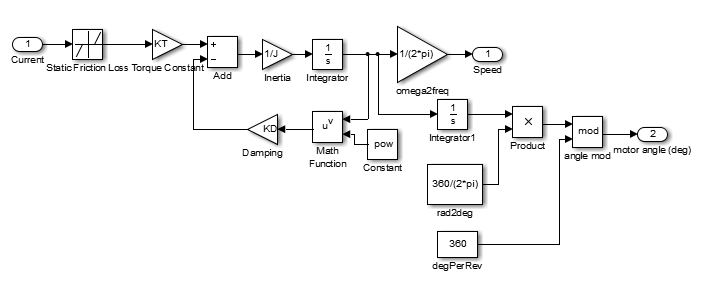 1
Current
Static Friction Loss
KT
Torque Constant
+
−
Add
1/J
Inertia
1
s
Integrator
1/(2*pi)
omega2freq
1
Speed
KD
Damping
u^v
Math
Function
pow
Constant
1
s
Integrator1
×
Product
360/(2*pi)
rad2deg
360
degPerRev
mod
angle mod
2
motor angle (deg)